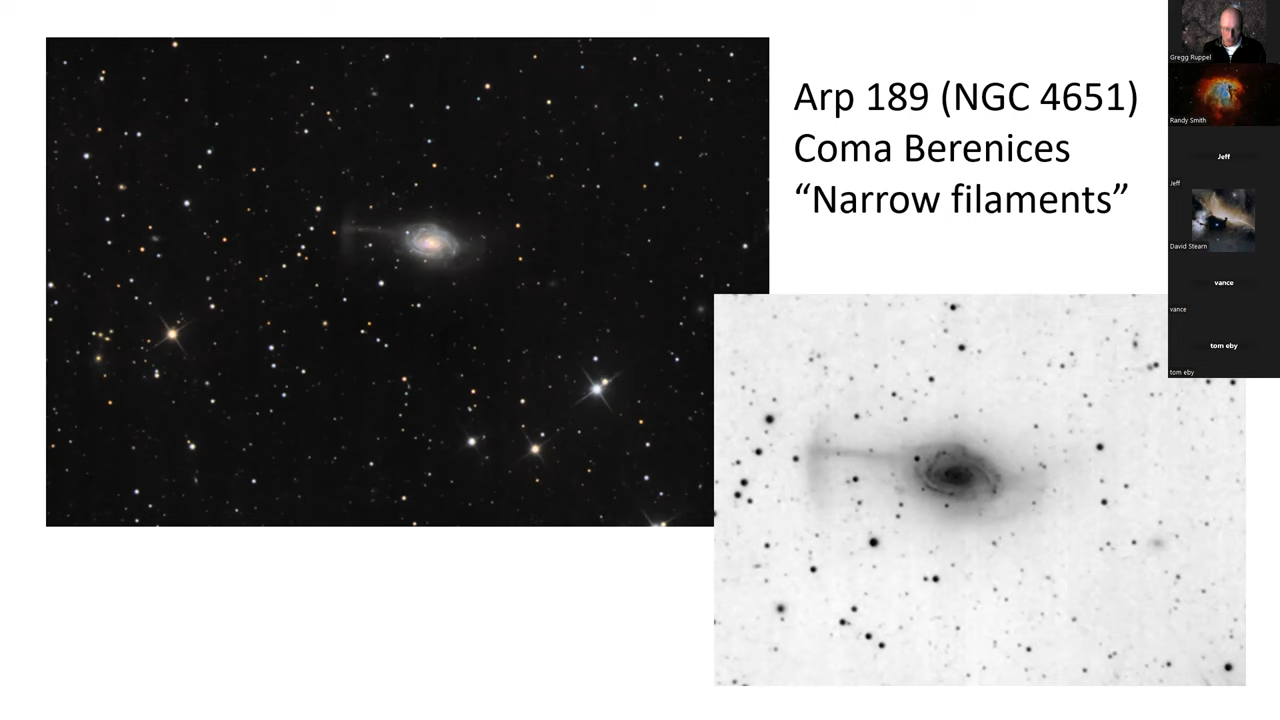 Arp 189 (NGC 4651)
Coma Berenices
“Narrow filaments”
Gregg Ruppel
Randy Smith
Jeff
Jeff
David Stearn
vance
vance
tom eby
tom eby